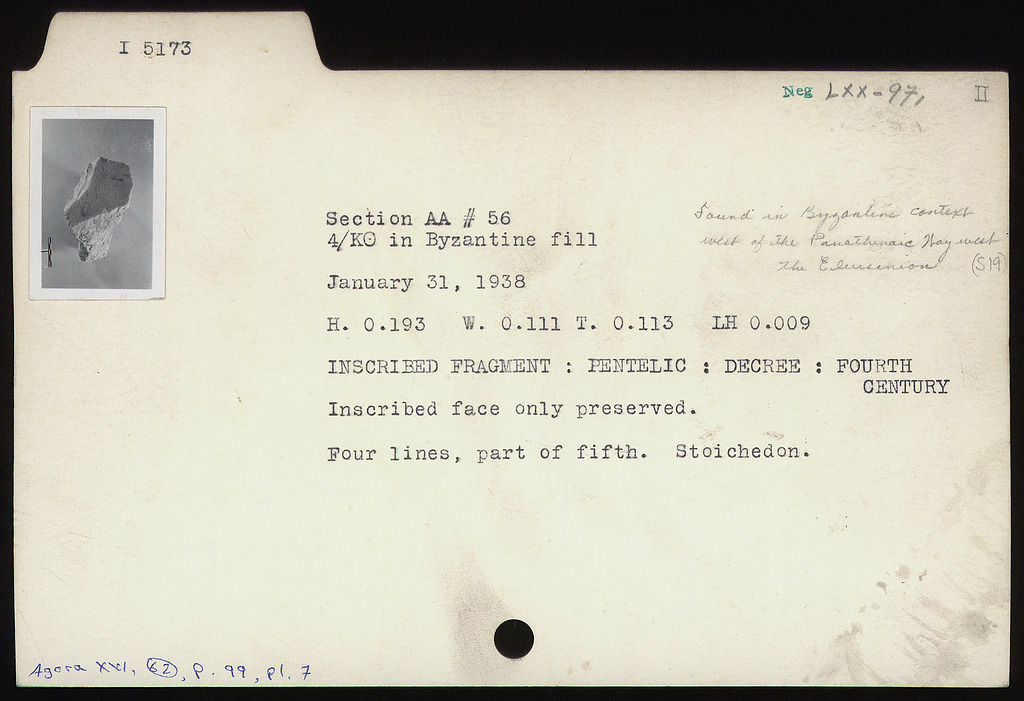 I 5173
Neg LXX-97, II
Section AA # 56
4/ΚΘ in Byzantine fill
Found in Byzantine context
west of the Panathenaic Way west
the Eleusinion (S19)
January 31, 1938
H. 0.193 W. 0.111 T. 0.113 LH 0.009
INSCRIBED FRAGMENT : PENTELIC : DECREE : FOURTH
CENTURY
Inscribed face only preserved.
Four lines, part of fifth. Stoichedon.
Agora XVI, 62, p. 99, pl. 7